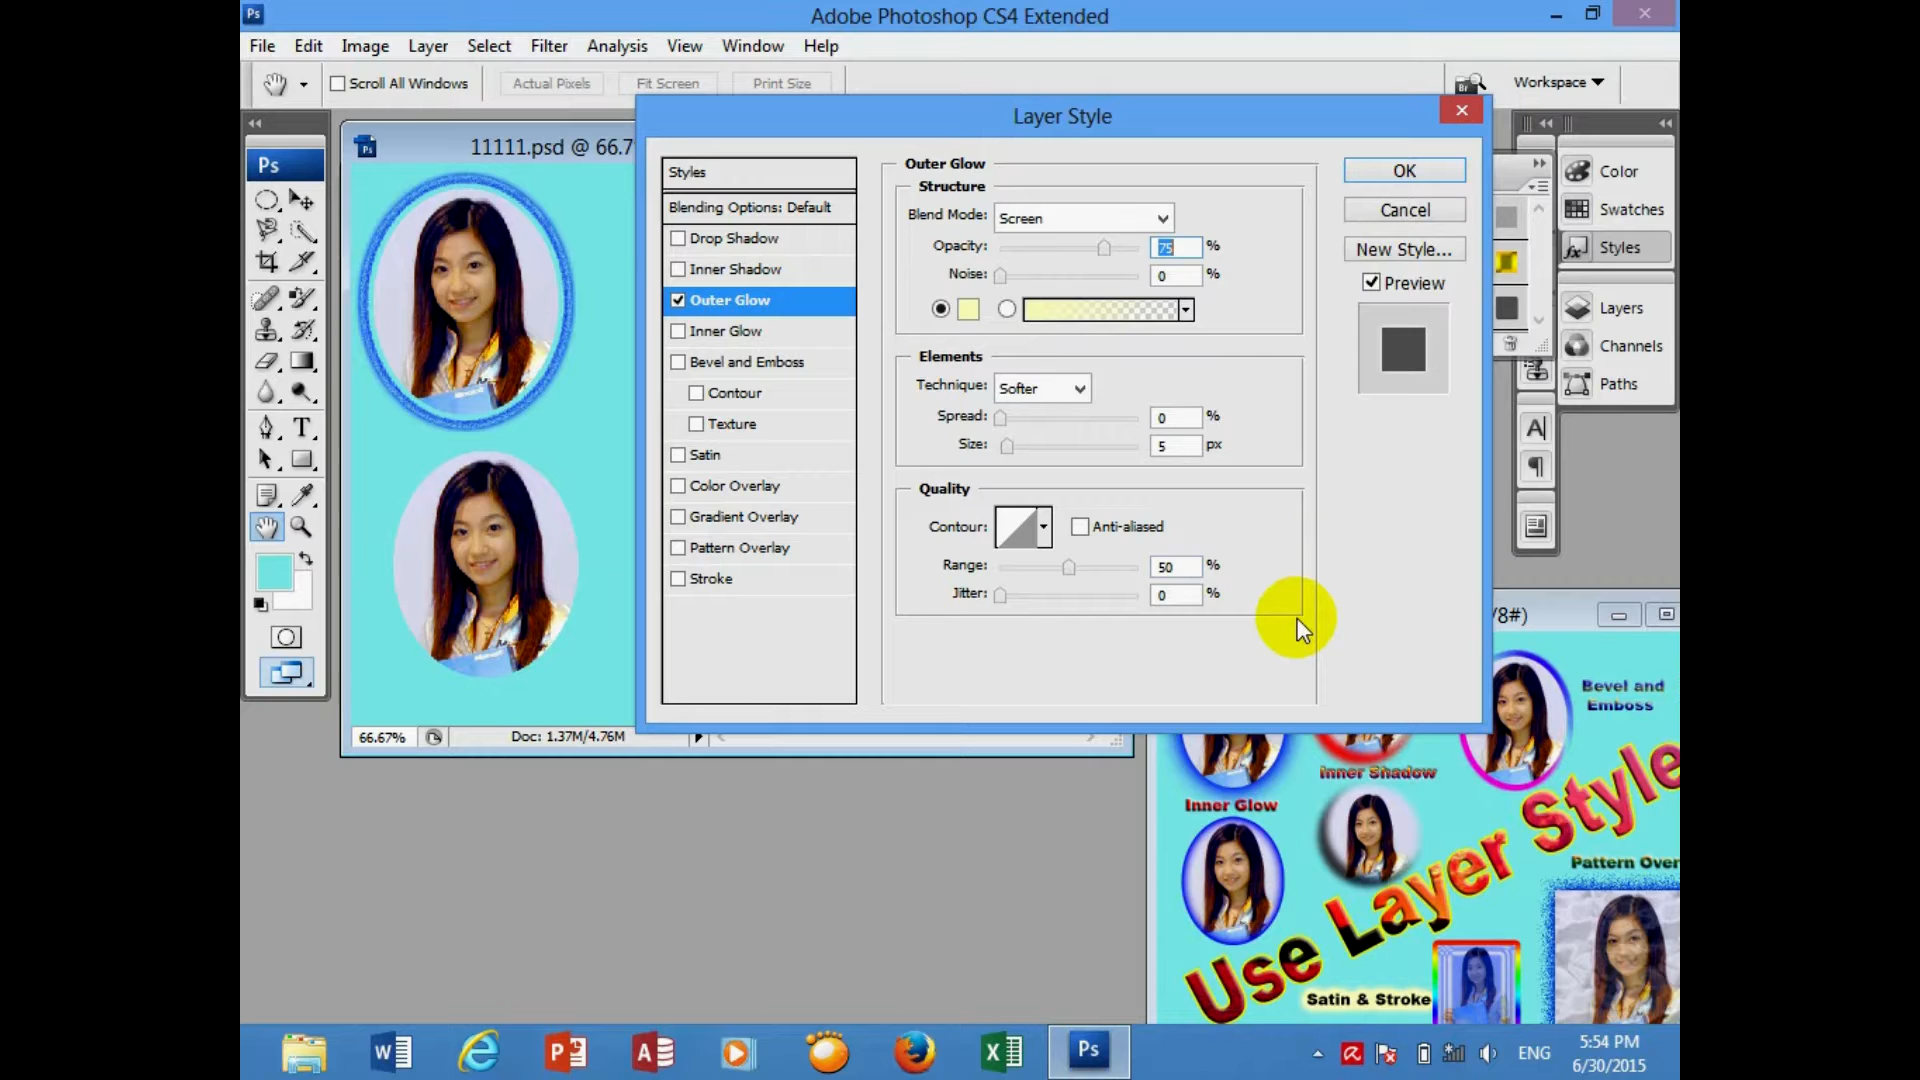 Ps
Adobe Photoshop CS4 Extended
File Edit Image Layer Select Filter Analysis View Window Help
Scroll All Windows
Actual Pixels
Fit Screen
Print Size
Br
Workspace
Layer Style
Ps
11111.psd @ 66.7
Styles
Blending Options: Default
Drop Shadow
Inner Shadow
Outer Glow
Inner Glow
Bevel and Emboss
Contour
Texture
Satin
Color Overlay
Gradient Overlay
Pattern Overlay
Stroke
Outer Glow
Structure
Blend Mode: Screen
Opacity: 75 %
Noise: 0 %
Elements
Technique: Softer
Spread: 0 %
Size: 5 px
Quality
Contour:
Anti-aliased
Range: 50 %
Jitter: 0 %
OK
Cancel
New Style...
Preview
Color
Swatches
Styles
Layers
Channels
Paths
66.67%
Doc: 1.37M/4.76M
/8#)
Bevel and
Emboss
Inner Shadow
Inner Glow
Pattern Over
Use Layer Style
Satin & Stroke
ENG
5:54 PM
6/30/2015